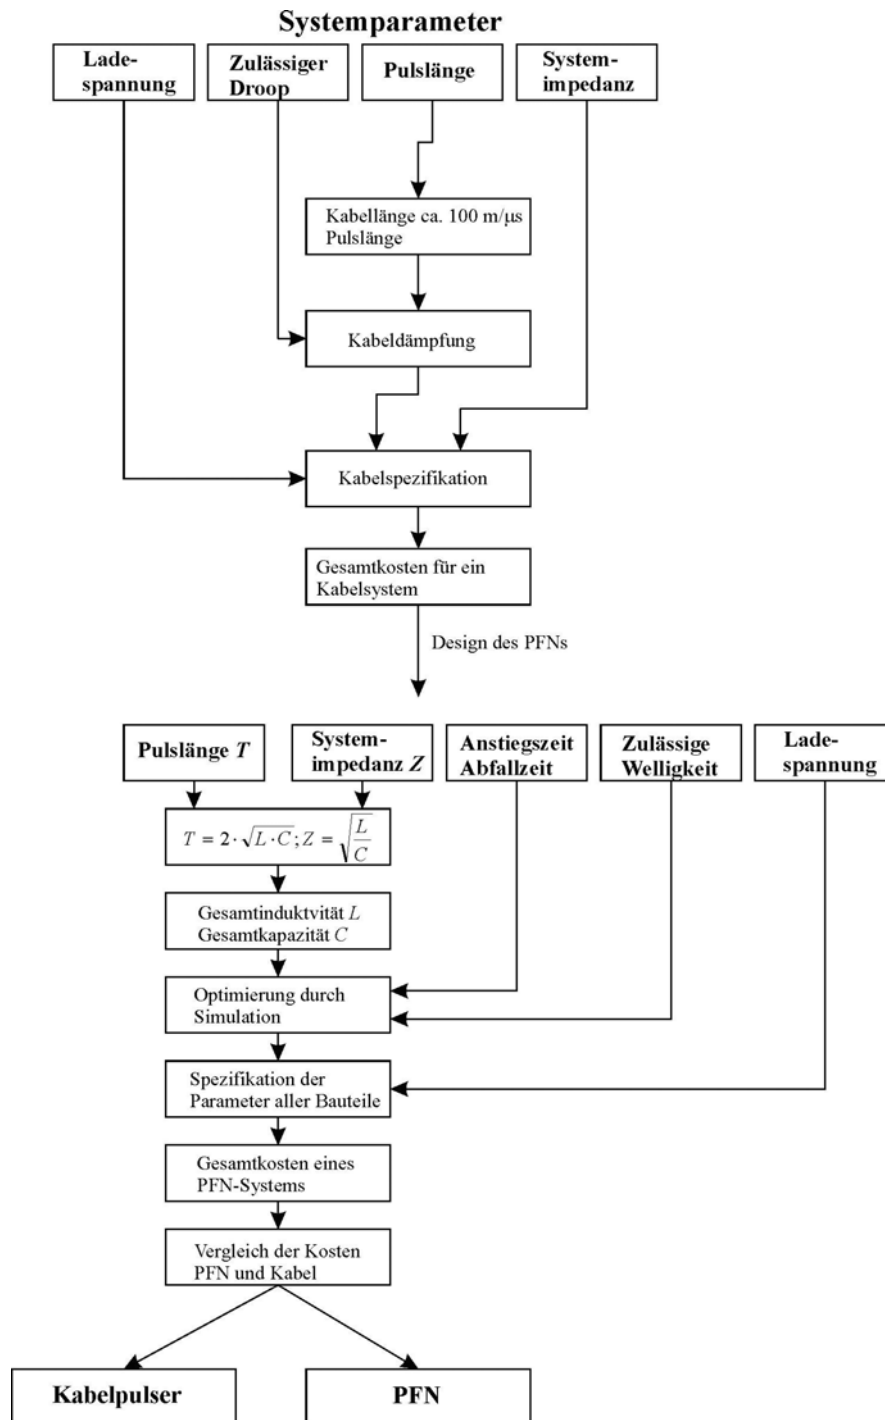 Systemparameter
Lade-
spannung
Zulässiger
Droop
Pulslänge
System-
impedanz
Kabellänge ca. 100 m/µs
Pulslänge
Kabeldämpfung
Kabelspezifikation
Gesamtkosten für ein
Kabelsystem
Design des PFNs
Pulslänge T
System-
impedanz Z
Anstiegszeit
Abfallzeit
Zulässige
Welligkeit
Lade-
spannung
T = 2·√L·C; Z = √L/C
Gesamtinduktvität L
Gesamtkapazität C
Optimierung durch
Simulation
Spezifikation der
Parameter aller Bauteile
Gesamtkosten eines
PFN-Systems
Vergleich der Kosten
PFN und Kabel
Kabelpulser
PFN